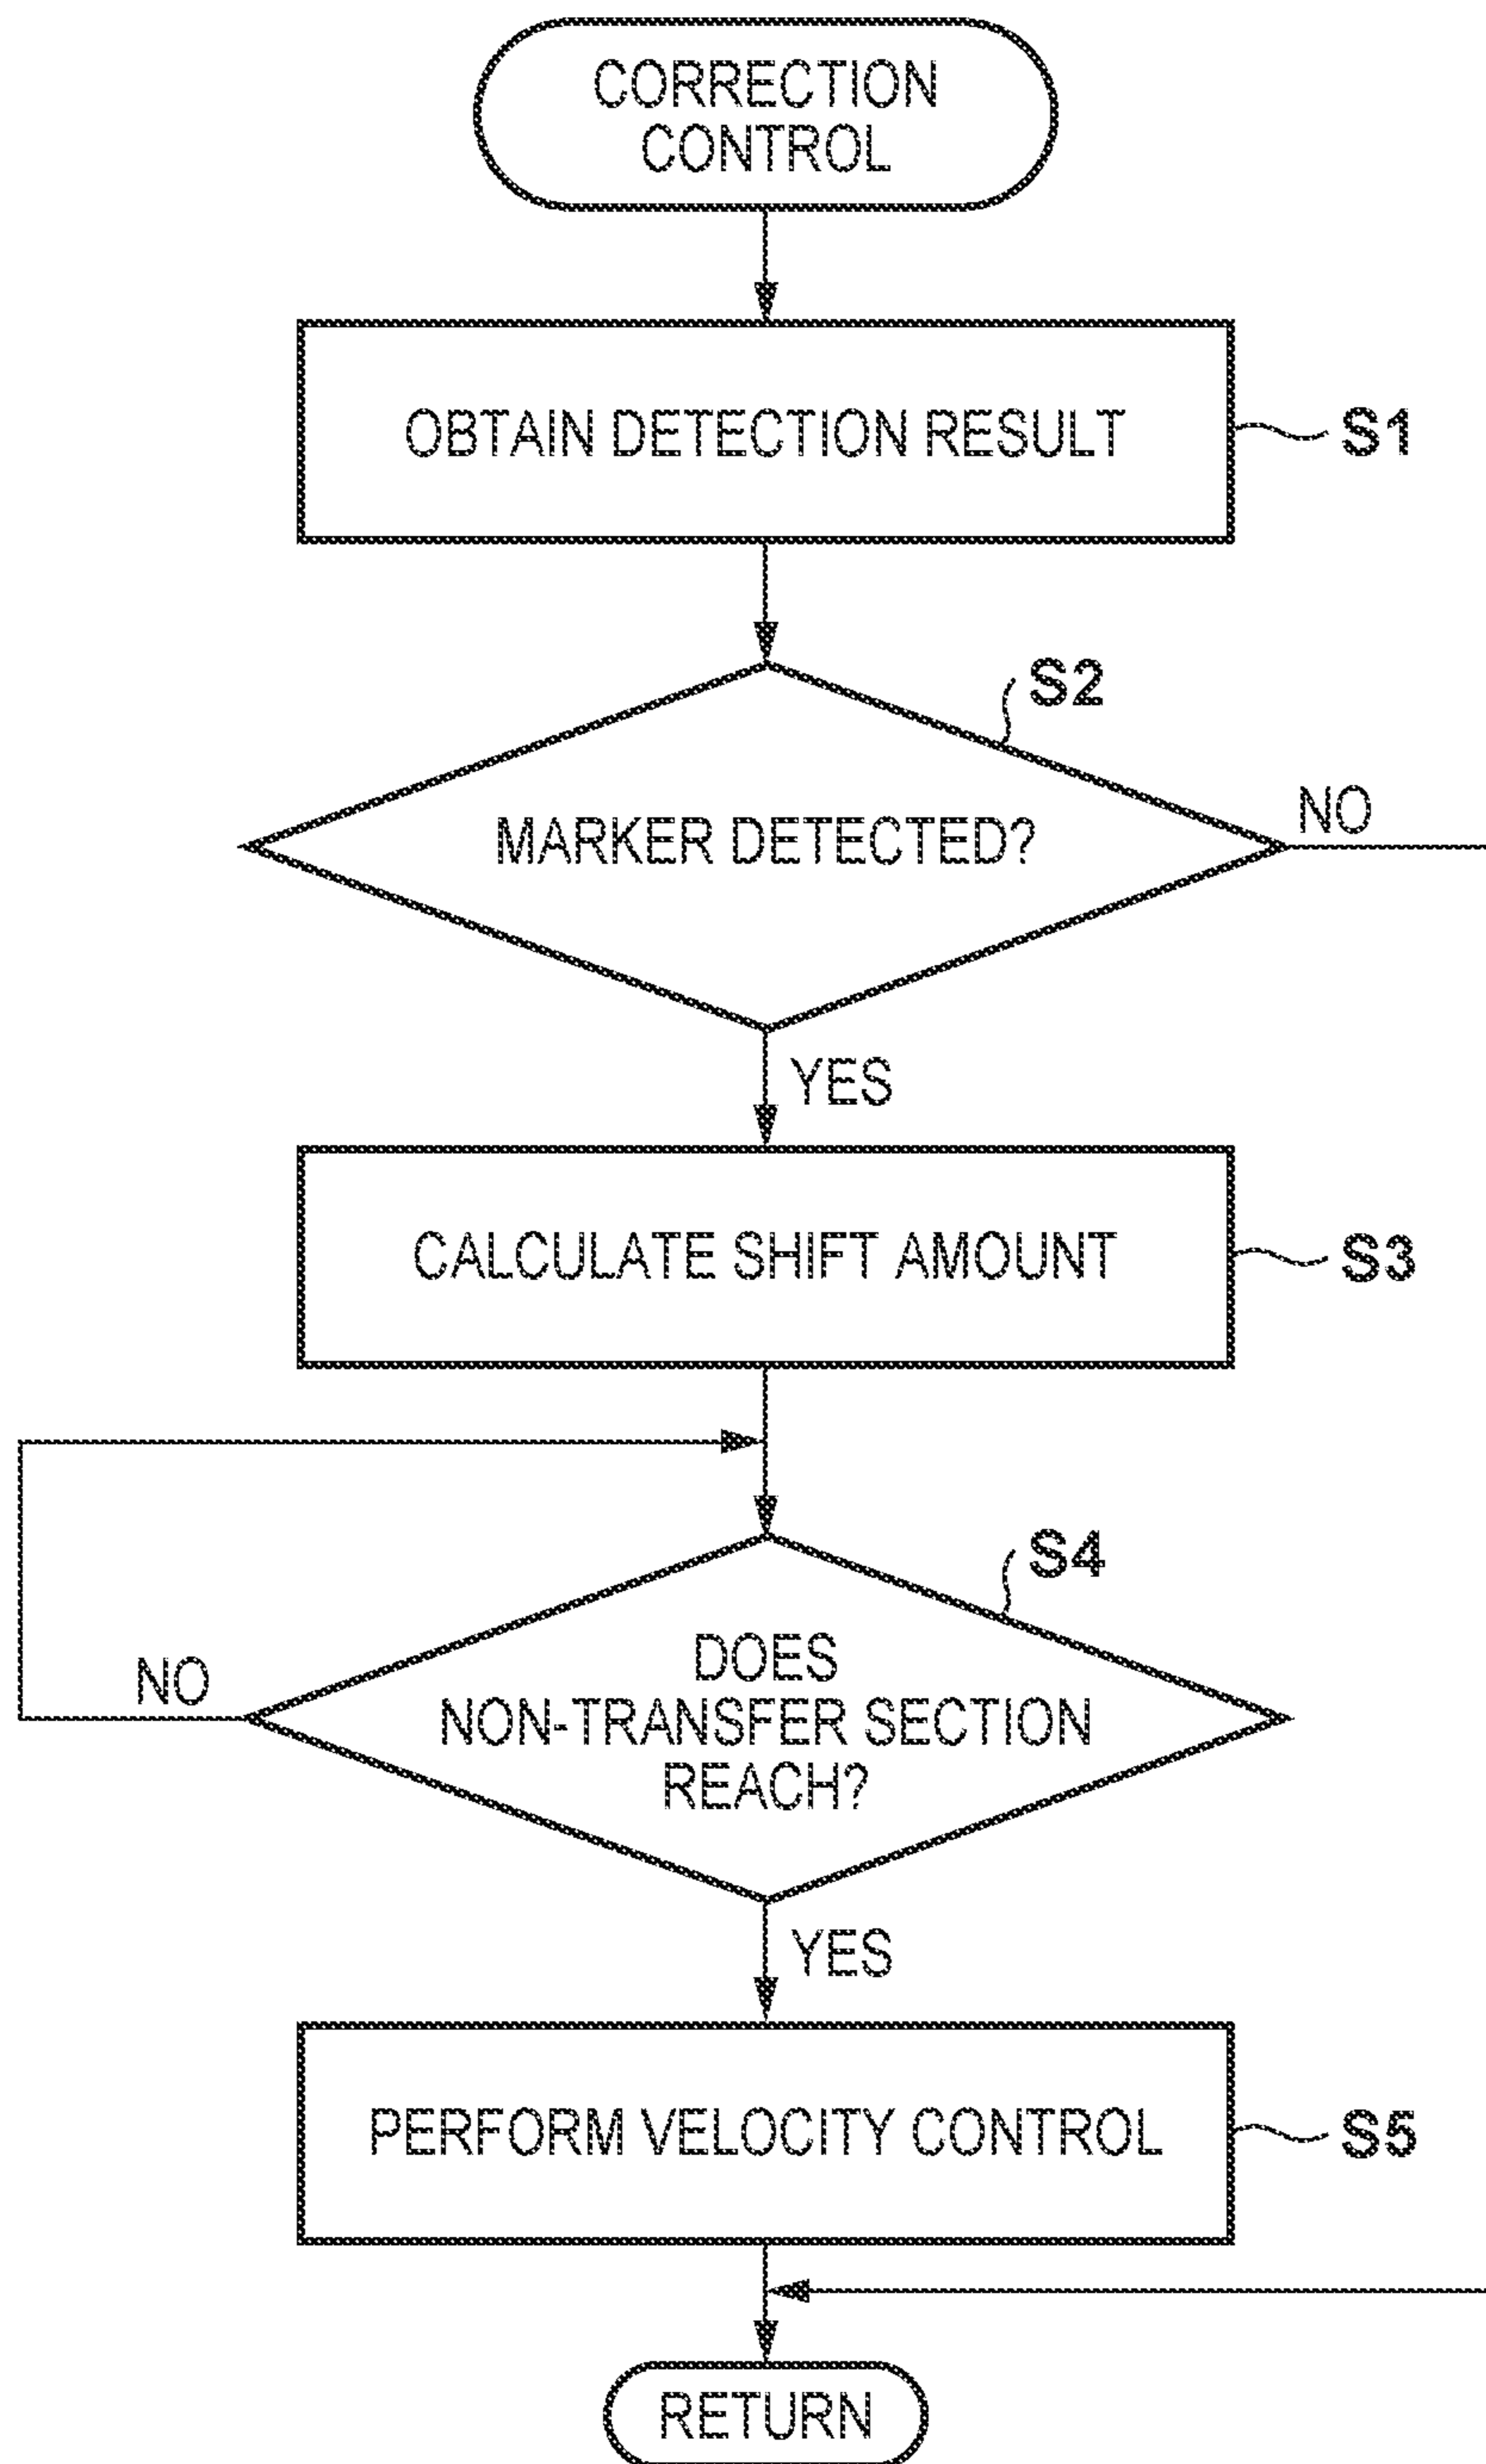 CORRECTION
CONTROL
OBTAIN DETECTION RESULT
S1
S2
MARKER DETECTED?
NO
YES
CALCULATE SHIFT AMOUNT
S3
S4
DOES
NON-TRANSFER SECTION
REACH?
NO
YES
PERFORM VELOCITY CONTROL
S5
RETURN